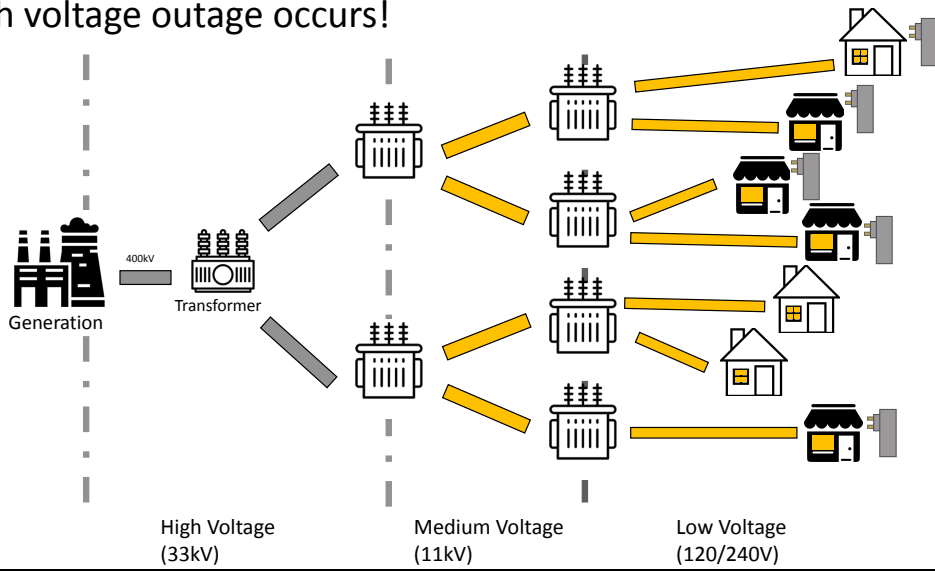 voltage outage occurs!
400kV
Transformer
Generation
High Voltage
(33kV)
Medium Voltage
(11kV)
Low Voltage
(120/240V)